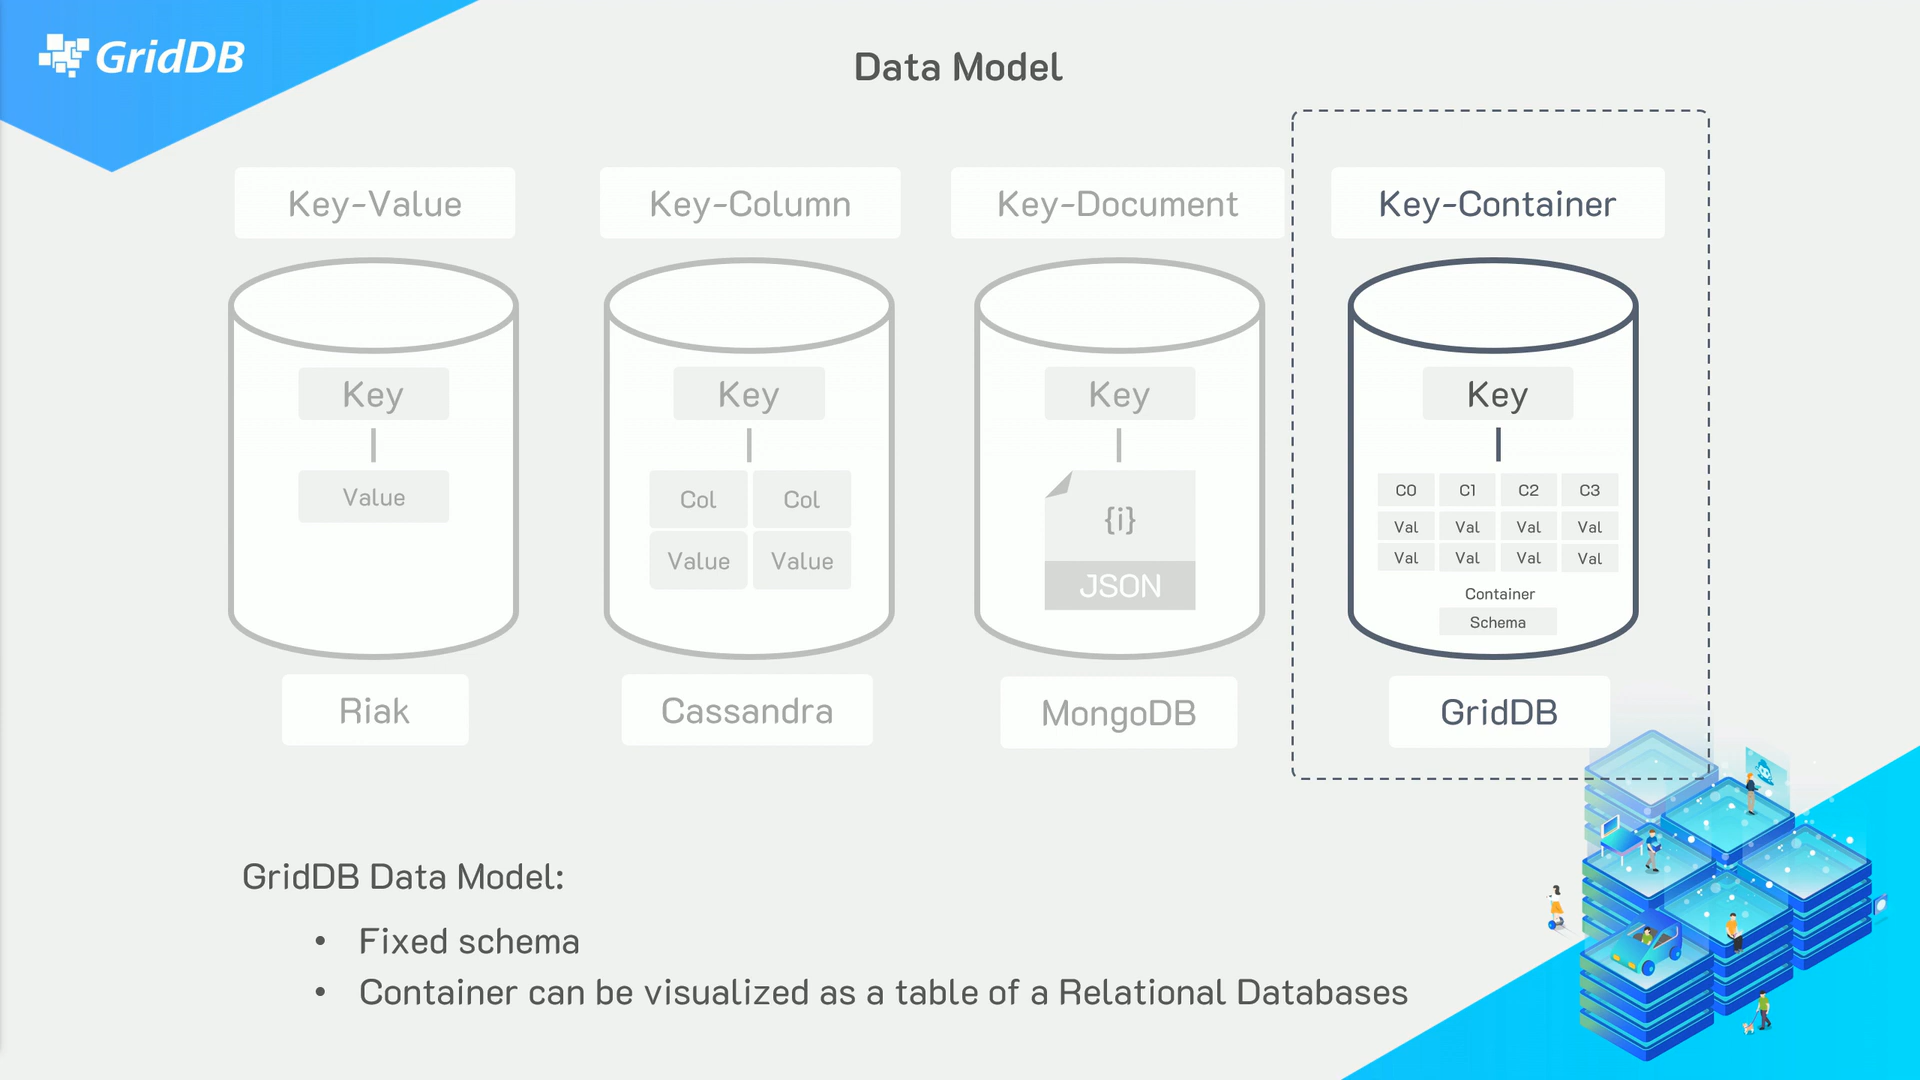 GridDB
Data Model
Key-Value
Key-Column
Key-Document
Key-Container
Key
Key
Key
Key
Value
Col Col
Value Value
{i}
JSON
C0 C1 C2 C3
Val Val Val Val
Val Val Val Val
Container
Schema
Riak
Cassandra
MongoDB
GridDB
GridDB Data Model:
• Fixed schema
• Container can be visualized as a table of a Relational Databases